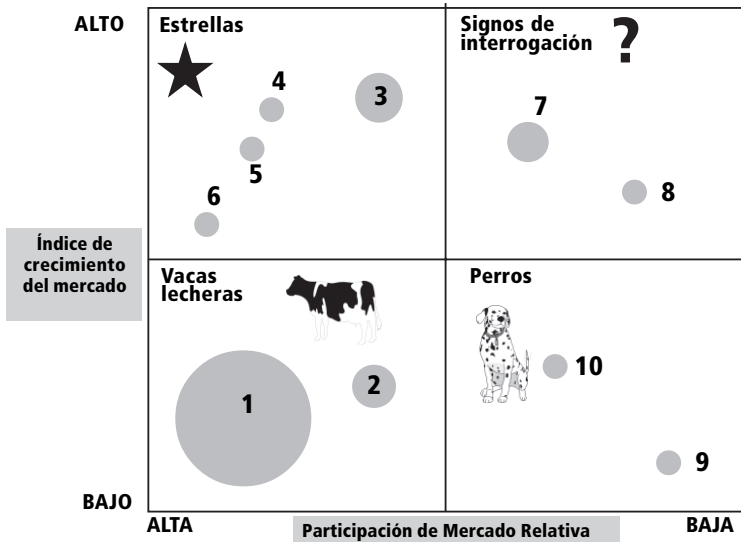 ALTO
Estrellas
Signos de
interrogación
?
4
3
7
5
6
8
Índice de
crecimiento
del mercado
Vacas
lecheras
Perros
1
2
10
9
BAJO
ALTA
Participación de Mercado Relativa
BAJA